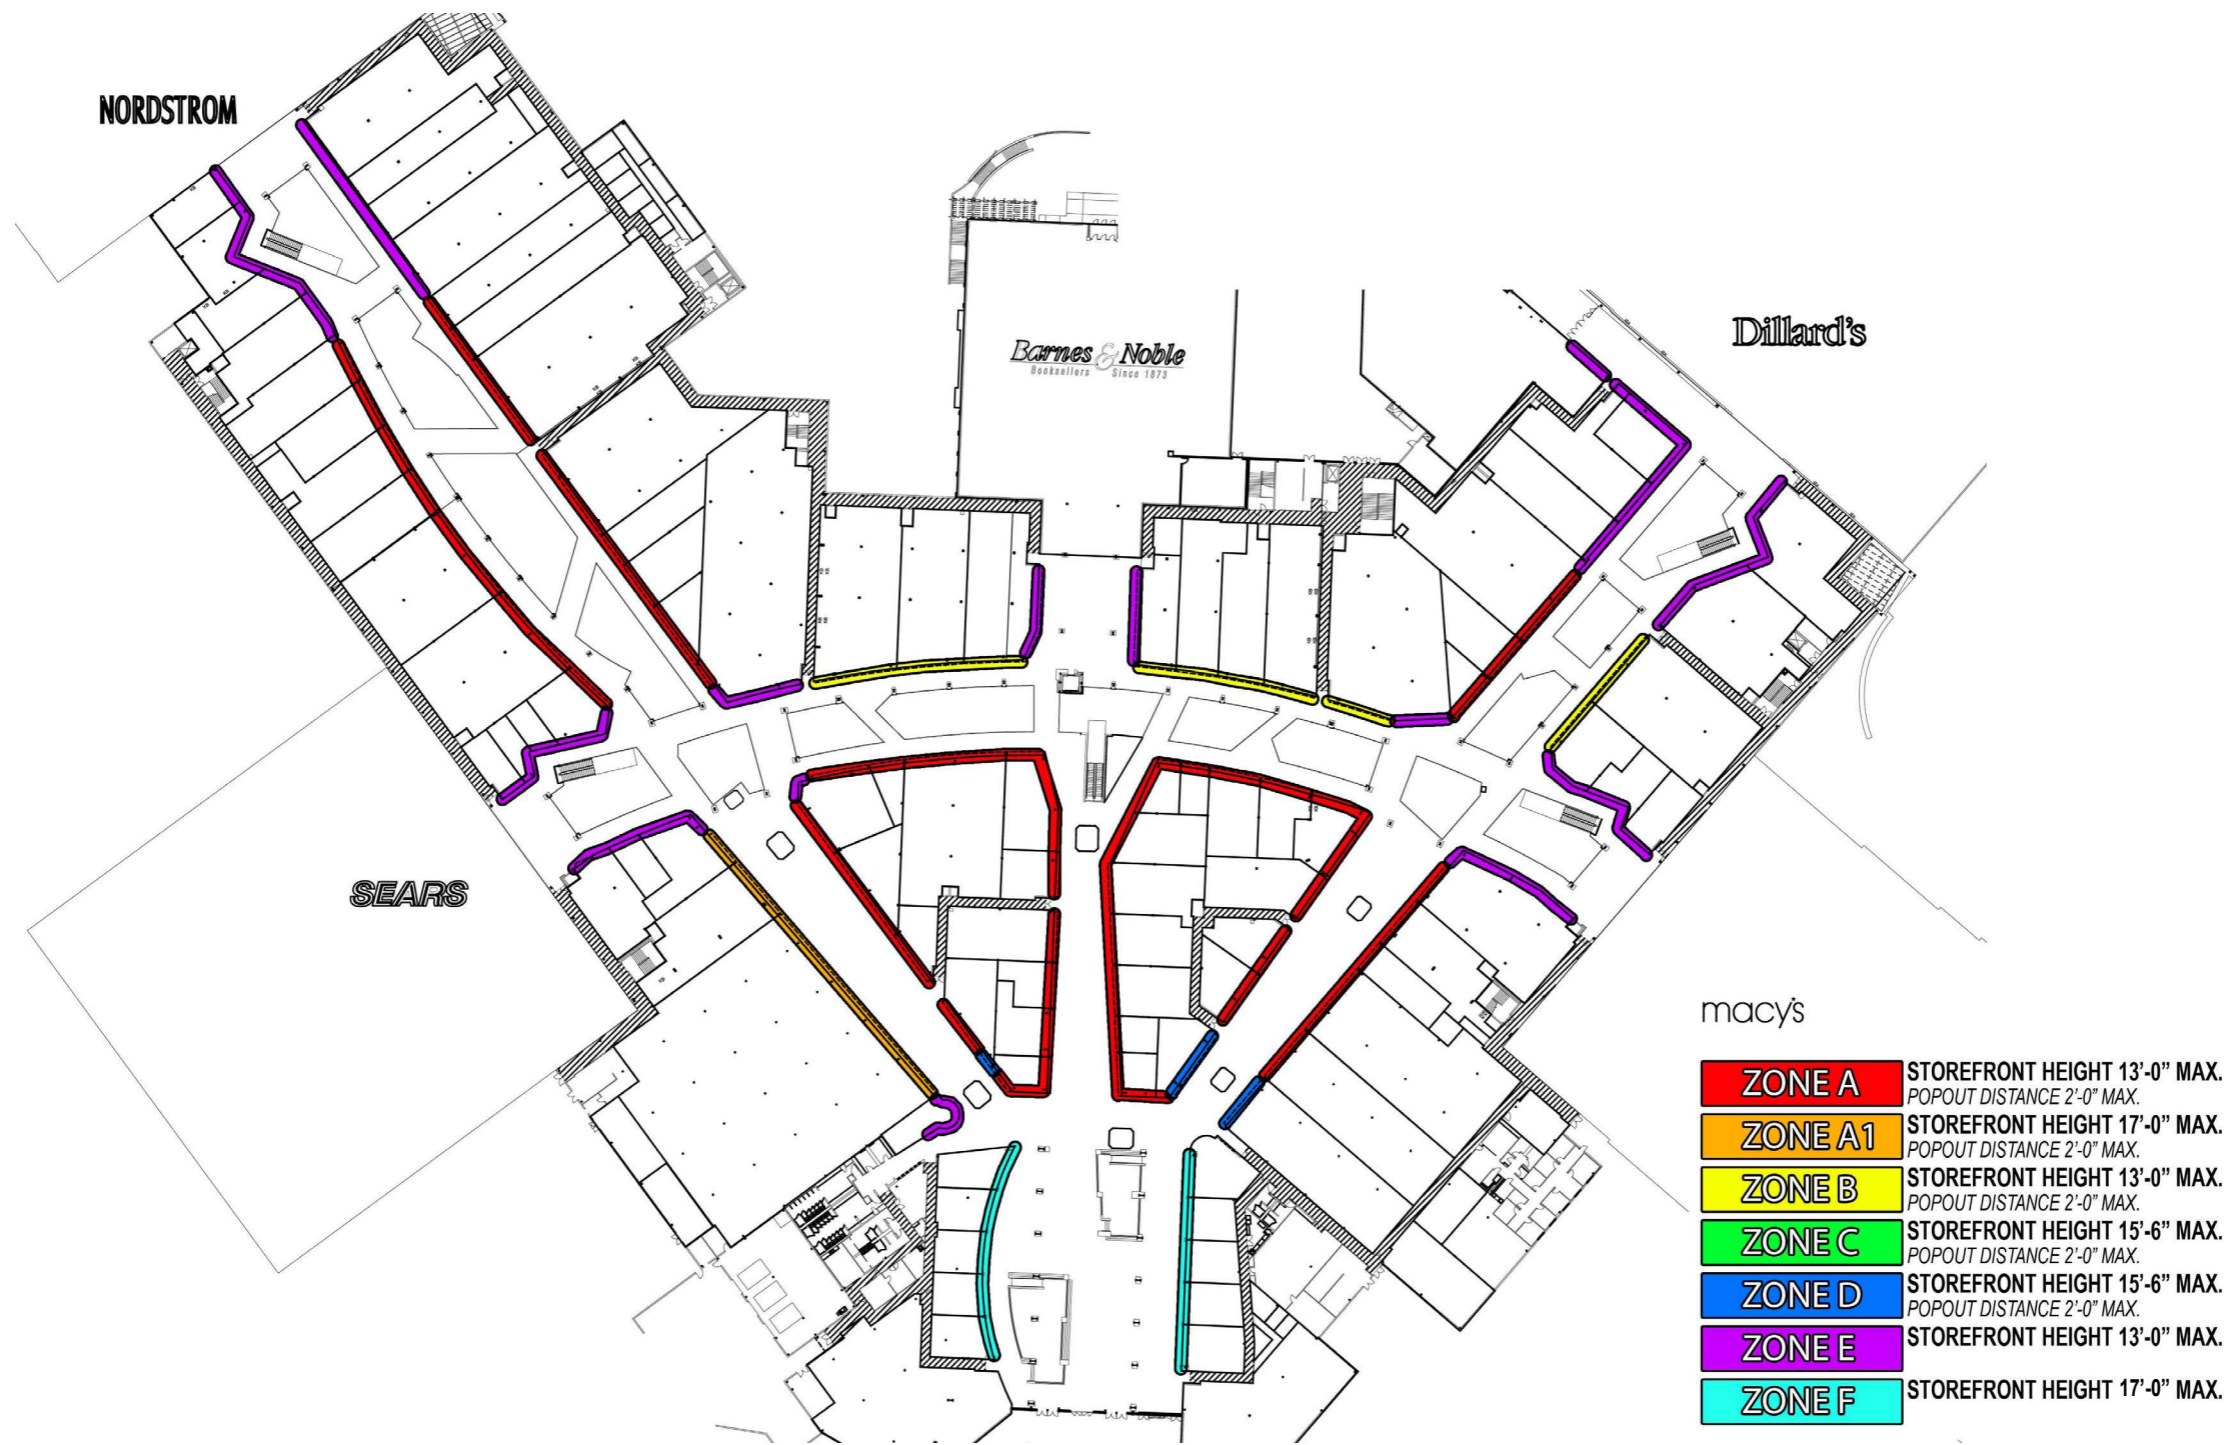 NORDSTROM
Barnes & Noble
Booksellers Since 1873
Dillard's
SEARS
macy's
ZONE A STOREFRONT HEIGHT 13'-0" MAX.
POPOUT DISTANCE 2'-0" MAX.
ZONE A1 STOREFRONT HEIGHT 17'-0" MAX.
POPOUT DISTANCE 2'-0" MAX.
ZONE B STOREFRONT HEIGHT 13'-0" MAX.
POPOUT DISTANCE 2'-0" MAX.
ZONE C STOREFRONT HEIGHT 15'-6" MAX.
POPOUT DISTANCE 2'-0" MAX.
ZONE D STOREFRONT HEIGHT 15'-6" MAX.
POPOUT DISTANCE 2'-0" MAX.
ZONE E STOREFRONT HEIGHT 13'-0" MAX.
ZONE F STOREFRONT HEIGHT 17'-0" MAX.